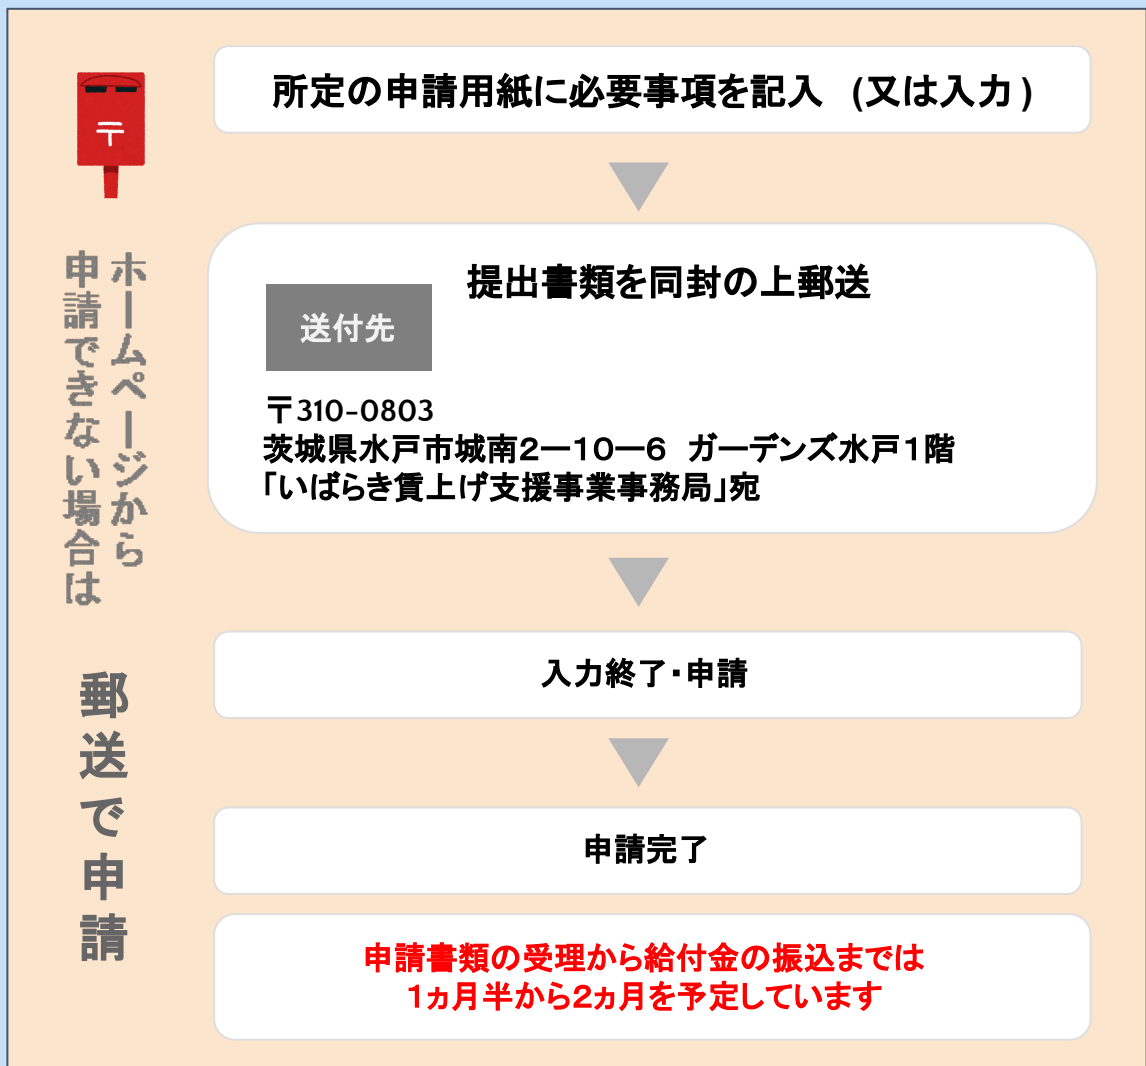 所定の申請用紙に必要事項を記入 (又は入力)
〒
ホームページから
申請できない場合は
郵送で申請
提出書類を同封の上郵送
送付先
〒310-0803
茨城県水戸市城南2ー10ー6 ガーデンズ水戸1階
「いばらき賃上げ支援事業事務局」宛
入力終了・申請
申請完了
申請書類の受理から給付金の振込までは
1ヵ月半から2ヵ月を予定しています